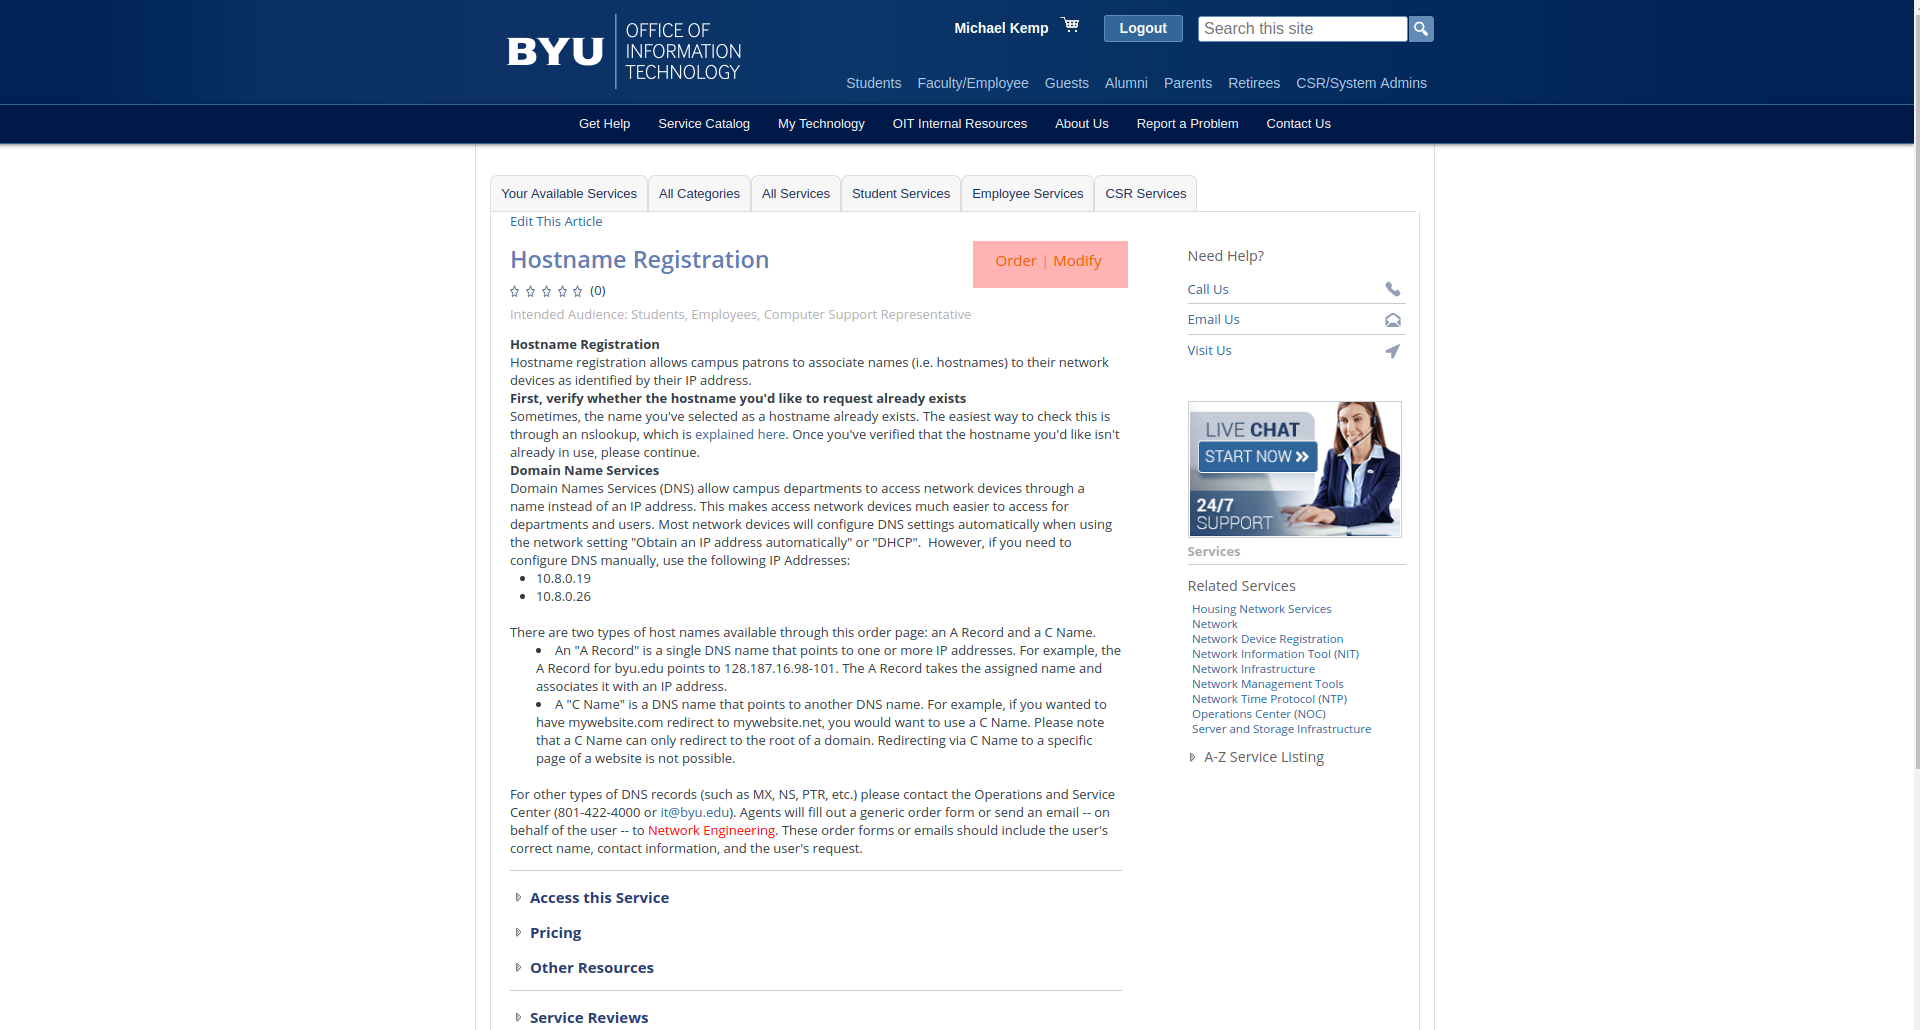 BYU
OFFICE OF
INFORMATION
TECHNOLOGY
Michael Kemp
Logout
Search this site
Students Faculty/Employee Guests Alumni Parents Retirees CSR/System Admins
Get Help Service Catalog My Technology OIT Internal Resources About Us Report a Problem Contact Us
Your Available Services All Categories All Services Student Services Employee Services CSR Services
Edit This Article
Hostname Registration
Order | Modify
(0)
Intended Audience: Students, Employees, Computer Support Representative
Hostname Registration
Hostname registration allows campus patrons to associate names (i.e. hostnames) to their network
devices as identified by their IP address.
First, verify whether the hostname you'd like to request already exists
Sometimes, the name you've selected as a hostname already exists. The easiest way to check this is
through an nslookup, which is explained here. Once you've verified that the hostname you'd like isn't
already in use, please continue.
Domain Name Services
Domain Names Services (DNS) allow campus departments to access network devices through a
name instead of an IP address. This makes access network devices much easier to access for
departments and users. Most network devices will configure DNS settings automatically when using
the network setting "Obtain an IP address automatically" or "DHCP".  However, if you need to
configure DNS manually, use the following IP Addresses:
• 10.8.0.19
• 10.8.0.26
There are two types of host names available through this order page: an A Record and a C Name.
• An "A Record" is a single DNS name that points to one or more IP addresses. For example, the
A Record for byu.edu points to 128.187.16.98-101. The A Record takes the assigned name and
associates it with an IP address.
• A "C Name" is a DNS name that points to another DNS name. For example, if you wanted to
have mywebsite.com redirect to mywebsite.net, you would want to use a C Name. Please note
that a C Name can only redirect to the root of a domain. Redirecting via C Name to a specific
page of a website is not possible.
For other types of DNS records (such as MX, NS, PTR, etc.) please contact the Operations and Service
Center (801-422-4000 or it@byu.edu). Agents will fill out a generic order form or send an email -- on
behalf of the user -- to Network Engineering. These order forms or emails should include the user's
correct name, contact information, and the user's request.
Access this Service
Pricing
Other Resources
Service Reviews
Need Help?
Call Us
Email Us
Visit Us
LIVE CHAT
START NOW »
24/7
SUPPORT
Services
Related Services
Housing Network Services
Network
Network Device Registration
Network Information Tool (NIT)
Network Infrastructure
Network Management Tools
Network Time Protocol (NTP)
Operations Center (NOC)
Server and Storage Infrastructure
A-Z Service Listing